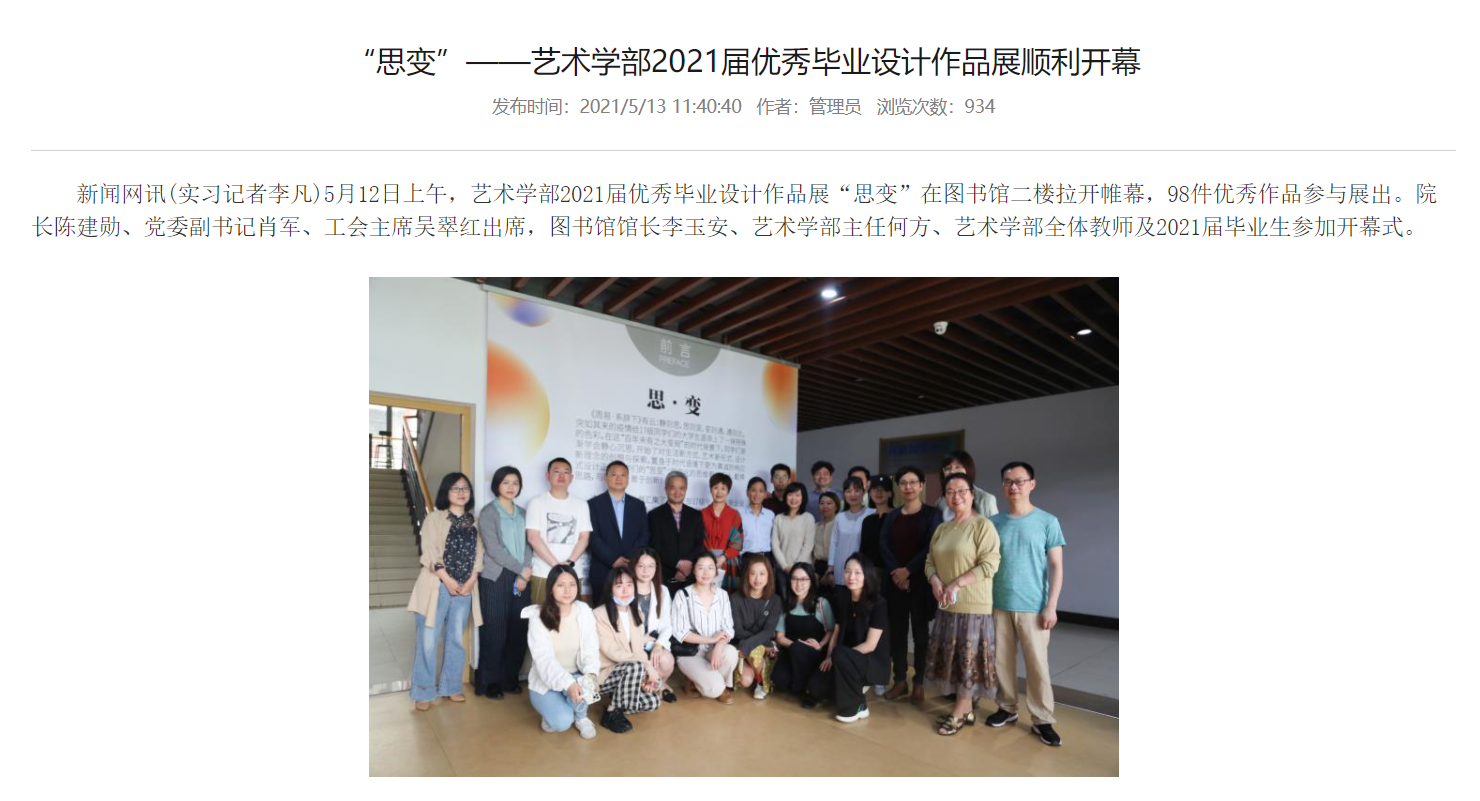 “思变”——艺术学部2021届优秀毕业设计作品展顺利开幕
发布时间：2021/5/13 11:40:40 作者：管理员 浏览次数：934
新闻网讯(实习记者李凡)5月12日上午，艺术学部2021届优秀毕业设计作品展“思变”在图书馆二楼拉开帷幕，98件优秀作品参与展出。院
长陈建勋、党委副书记肖军、工会主席吴翠红出席，图书馆馆长李玉安、艺术学部主任何方、艺术学部全体教师及2021届毕业生参加开幕式。
前言
PREFACE
思·变